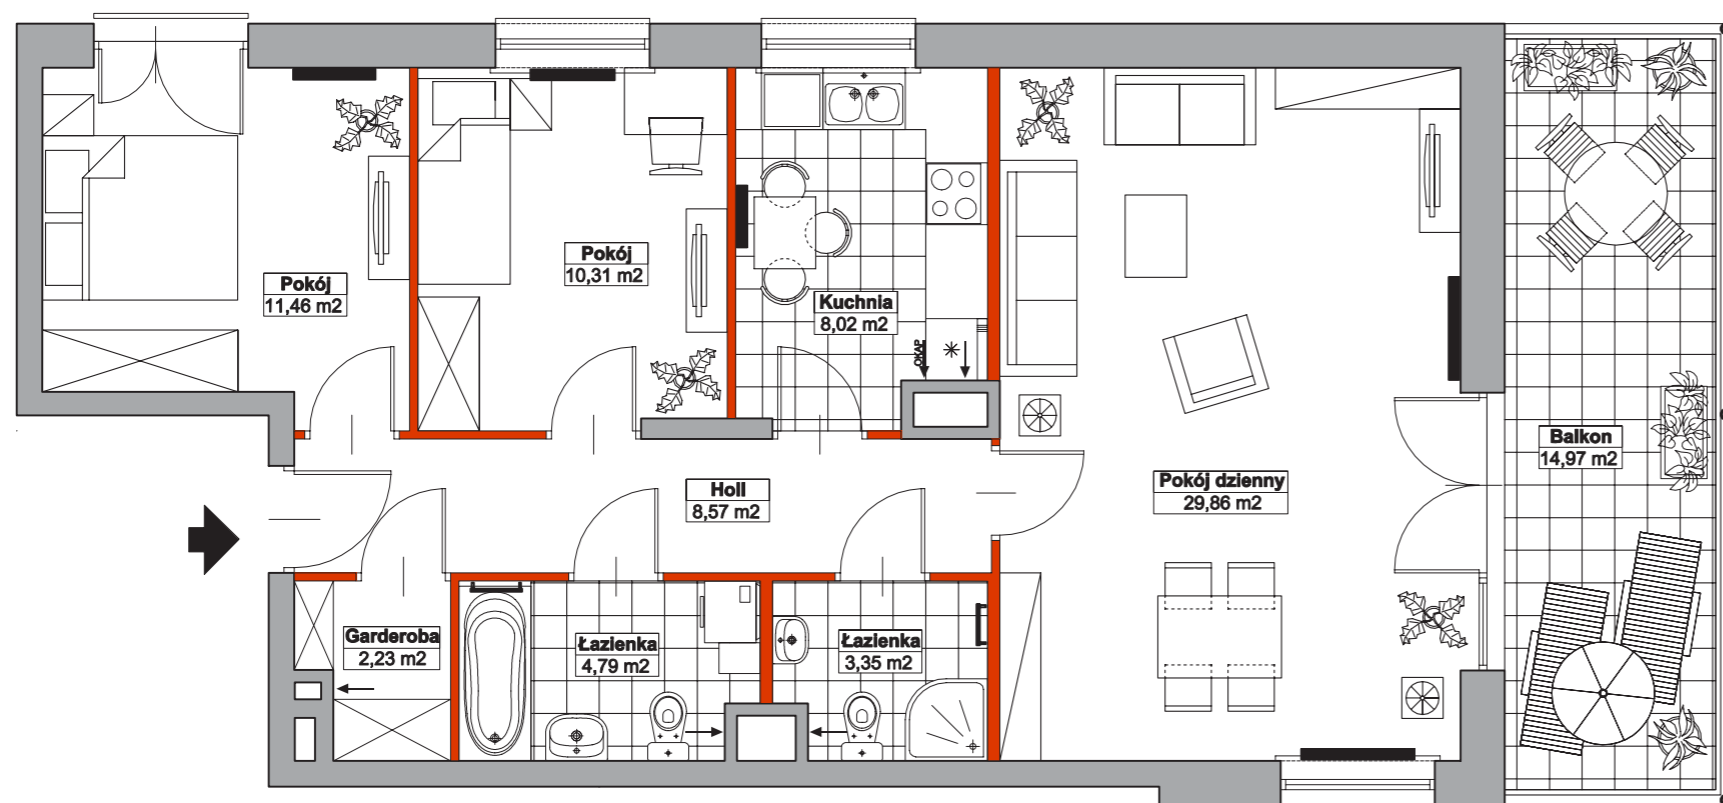 Pokój
11,46 m2
Pokój
10,31 m2
Kuchnia
8,02 m2
OKAP
Holl
8,57 m2
Pokój dzienny
29,86 m2
Balkon
14,97 m2
Garderoba
2,23 m2
Łazienka
4,79 m2
Łazienka
3,35 m2